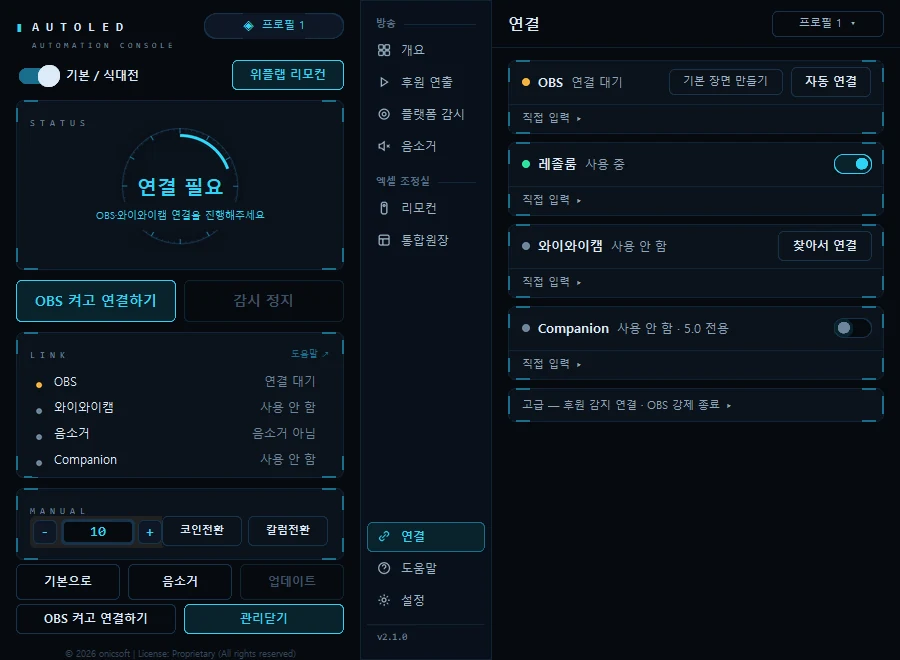 AUTOLED
AUTOMATION CONSOLE
◈ 프로필 1
기본 / 식대전
위플랩 리모컨
STATUS
연결 필요
OBS·와이와이캠 연결을 진행해주세요
OBS 켜고 연결하기
감시 정지
LINK
도움말 ↗
OBS 연결 대기
와이와이캠 사용 안 함
음소거 음소거 아님
Companion 사용 안 함
MANUAL
- 10 +
코인전환
칼럼전환
기본으로
음소거
업데이트
OBS 켜고 연결하기
관리닫기
© 2026 onicsoft | License: Proprietary (All rights reserved)
방송
개요
후원 연출
플랫폼 감시
음소거
엑셀 조정실
리모컨
통합원장
연결
도움말
설정
v2.1.0
연결
프로필 1 ▾
OBS 연결 대기
기본 장면 만들기
자동 연결
직접 입력 ▸
레졸룸 사용 중
직접 입력 ▸
와이와이캠 사용 안 함
찾아서 연결
직접 입력 ▸
Companion 사용 안 함 · 5.0 전용
직접 입력 ▸
고급 — 후원 감지 연결 · OBS 강제 종료 ▸